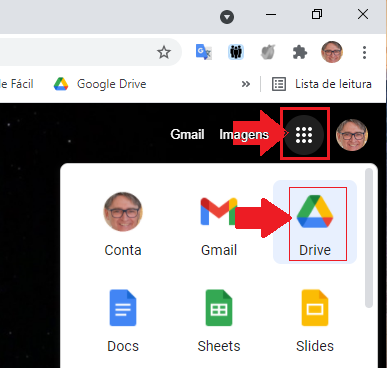 e Fácil Google Drive » Lista de leitura
Gmail Imagens
Conta Gmail Drive
Docs Sheets Slides